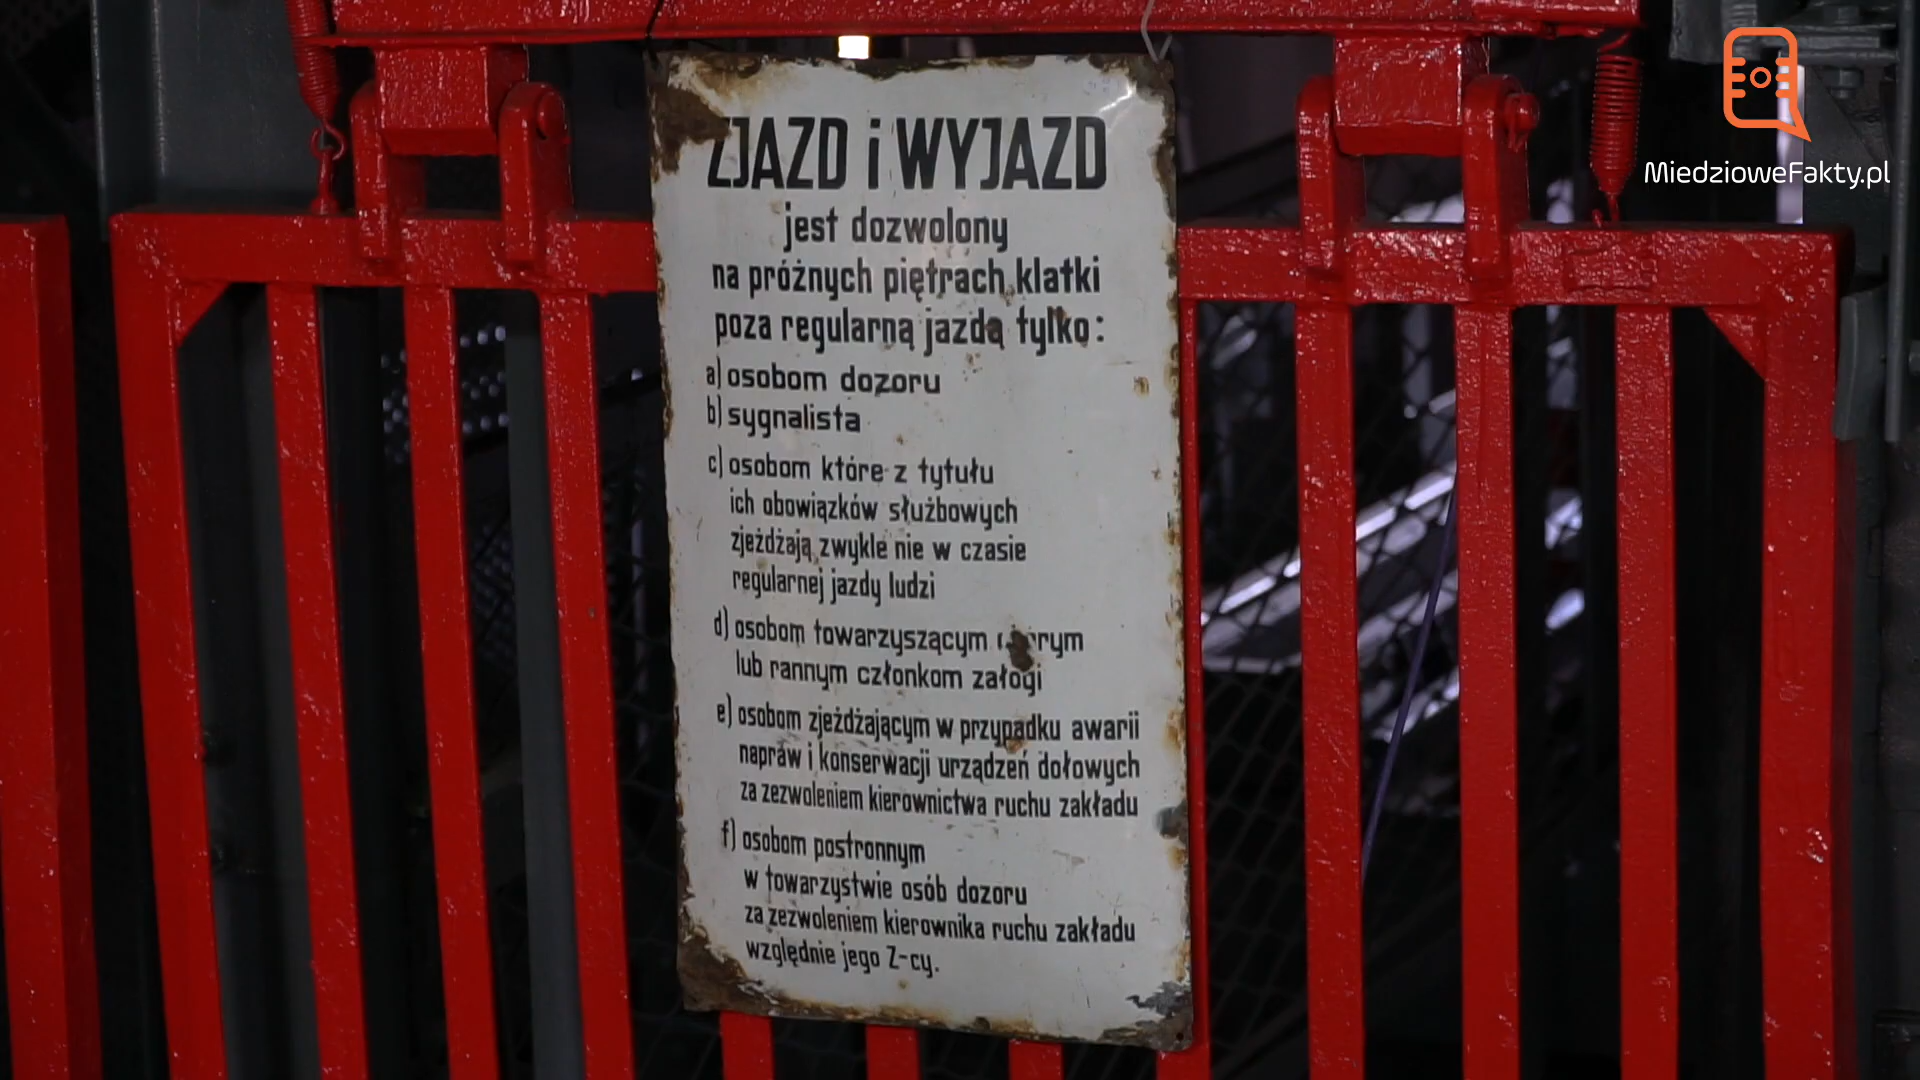 MiedzioweFakty.pl
ZJAZD i WYJAZD
jest dozwolony
na próżnych piętrach klatki
poza regularną jazdą tylko:
a) osobom dozoru
b) sygnalista
c) osobom które z tytułu
ich obowiązków służbowych
zjeżdżają zwykle nie w czasie
regularnej jazdy ludzi
d) osobom towarzyszącym
lub rannym członkom załogi
e) osobom zjeżdżającym w przypadku awarii
napraw i konserwacji urządzeń dołowych
za zezwoleniem kierownictwa ruchu zakładu
f) osobom postronnym
w towarzystwie osób dozoru
za zezwoleniem kierownika ruchu zakładu
względnie jego Z-cy.